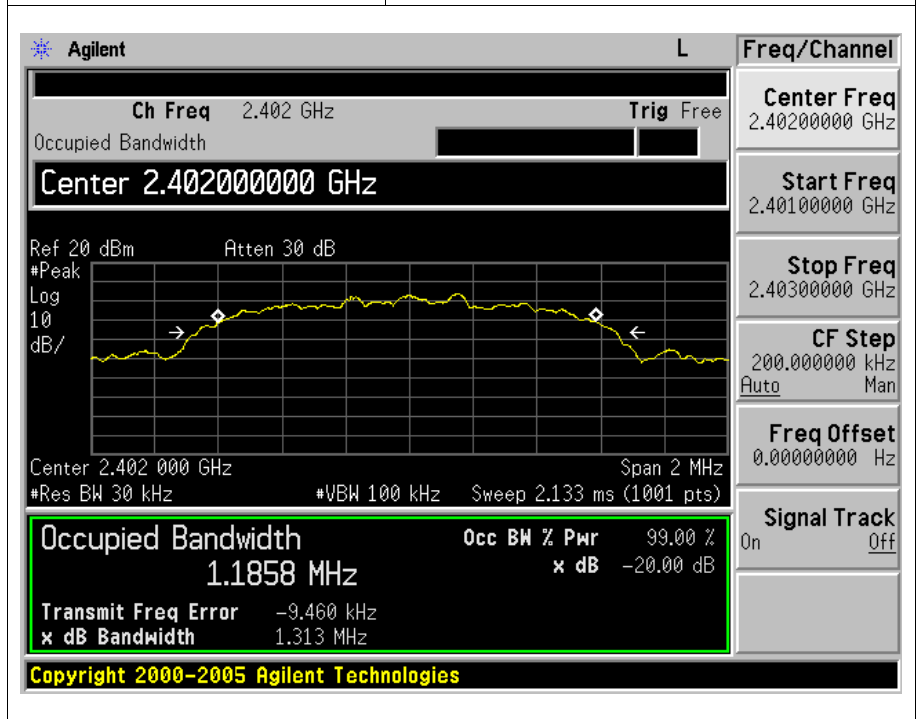 Agilent L Freq/Channel
Ch Freq 2.402 GHz Trig Free
Occupied Bandwidth
Center 2.402000000 GHz
Ref 20 dBm Atten 30 dB
#Peak
Log
10
dB/
Center 2.402 000 GHz Span 2 MHz
#Res BW 30 kHz #VBW 100 kHz Sweep 2.133 ms (1001 pts)
Occupied Bandwidth Occ BW % Pwr 99.00 %
1.1858 MHz x dB -20.00 dB
Transmit Freq Error -9.460 kHz
x dB Bandwidth 1.313 MHz
Copyright 2000-2005 Agilent Technologies
Center Freq
2.40200000 GHz
Start Freq
2.40100000 GHz
Stop Freq
2.40300000 GHz
CF Step
200.000000 kHz
Auto Man
Freq Offset
0.00000000 Hz
Signal Track
On Off